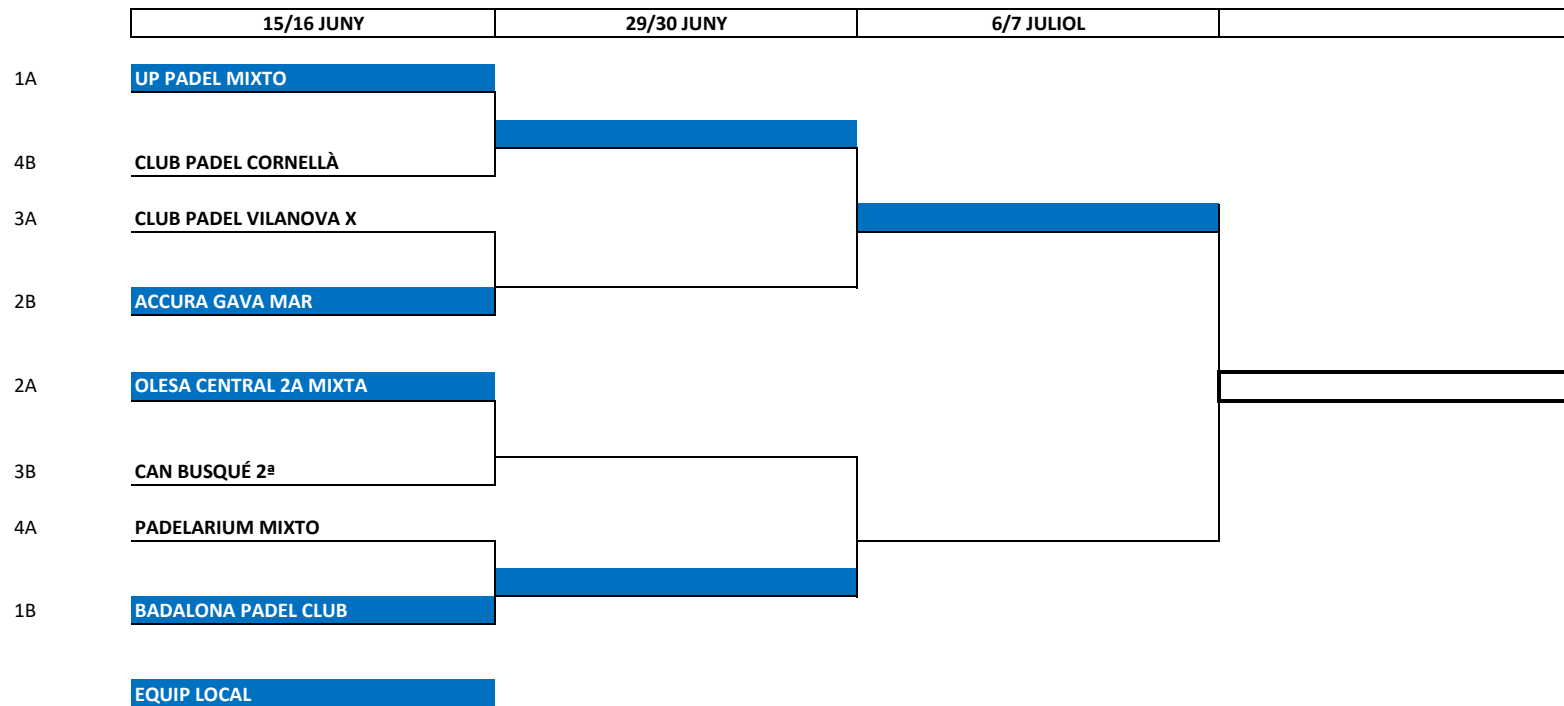 15/16 JUNY 29/30 JUNY 6/7 JULIOL
1A UP PADEL MIXTO
4B CLUB PADEL CORNELLÀ
3A CLUB PADEL VILANOVA X
2B ACCURA GAVA MAR
2A OLESA CENTRAL 2A MIXTA
3B CAN BUSQUÉ 2ª
4A PADELARIUM MIXTO
1B BADALONA PADEL CLUB
EQUIP LOCAL